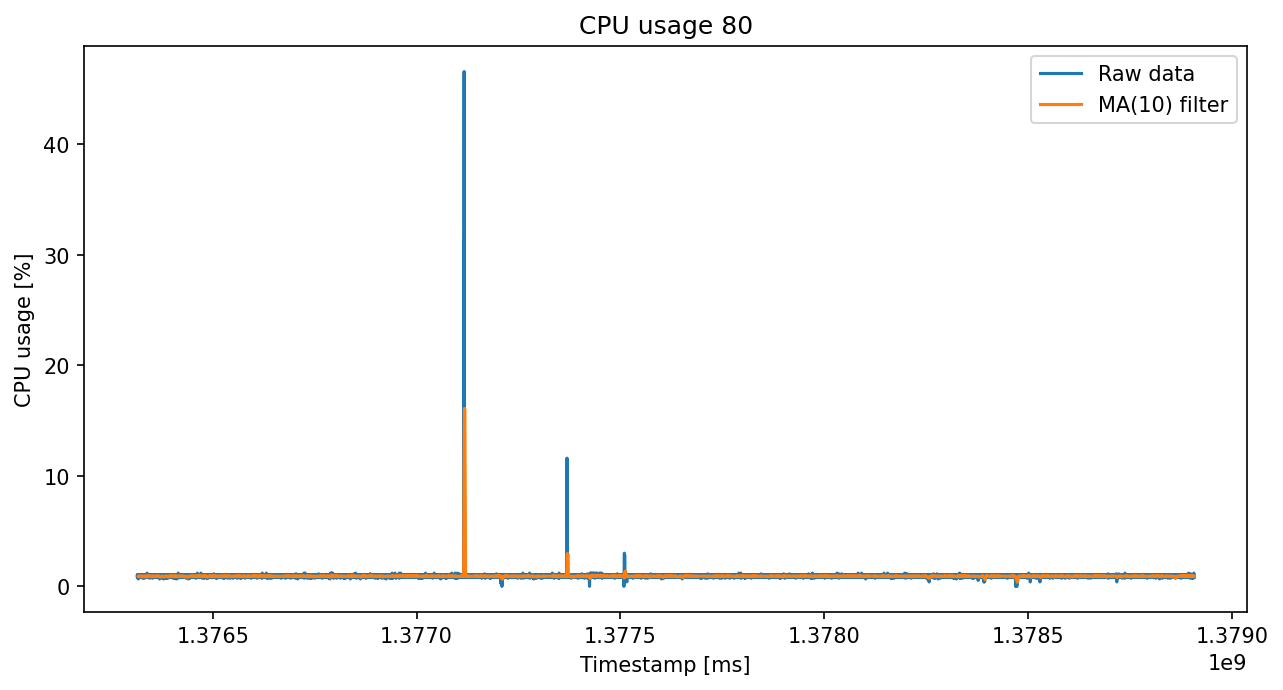 CPU usage 80
Raw data
MA(10) filter
CPU usage [%]
40
30
20
10
0
1.3765 1.3770 1.3775 1.3780 1.3785 1.3790
1e9
Timestamp [ms]